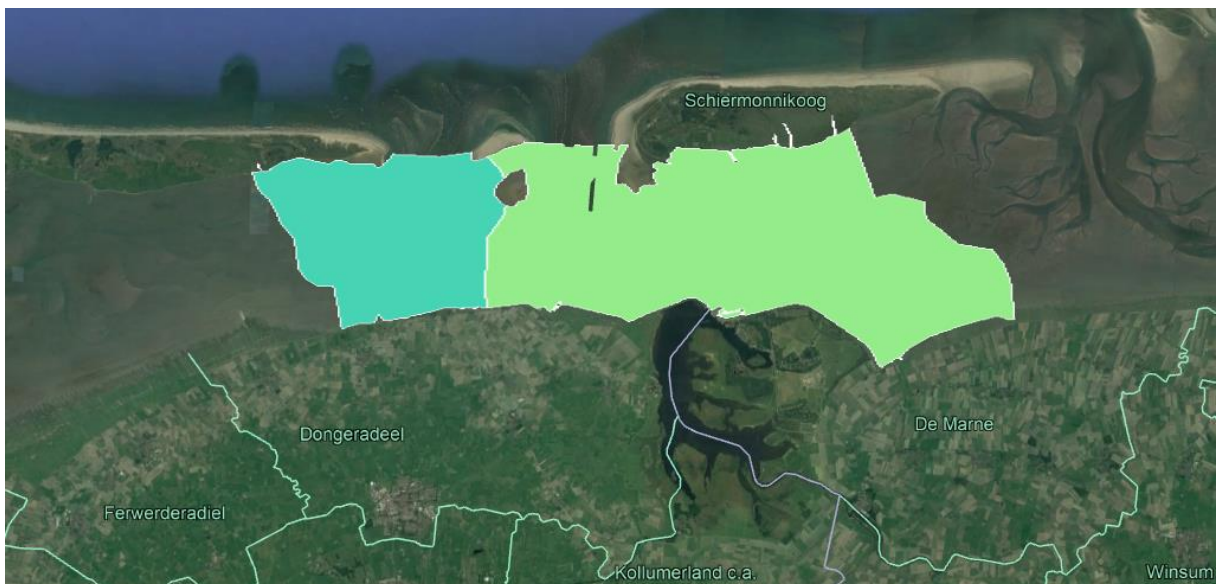 Schiermonnikoog
Dongeradeel
De Marne
Ferwerderadiel
Kollumerland c.a.
Winsum